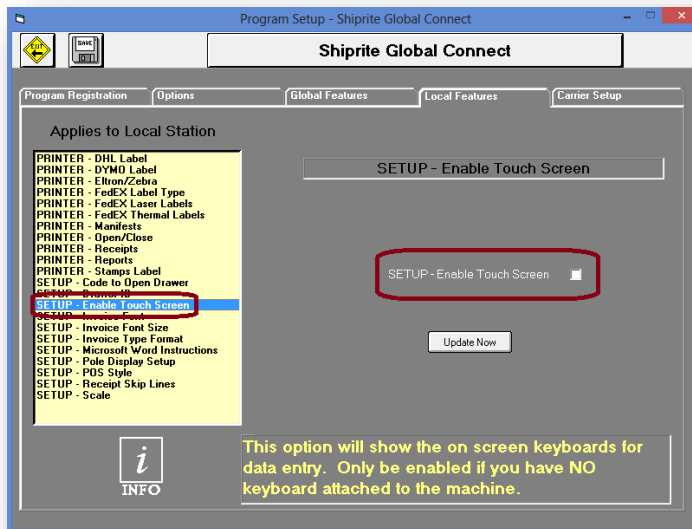 Program Setup - Shiprite Global Connect
EXIT
SAVE
Shiprite Global Connect
Program Registration
Options
Global Features
Local Features
Carrier Setup
Applies to Local Station
PRINTER - DHL Label
PRINTER - DYMO Label
PRINTER - Eltron/Zebra
PRINTER - FedEX Label Type
PRINTER - FedEX Laser Labels
PRINTER - FedEX Thermal Labels
PRINTER - Manifests
PRINTER - Open/Close
PRINTER - Receipts
PRINTER - Reports
PRINTER - Stamps Label
SETUP - Code to Open Drawer
SETUP - Drawer ID
SETUP - Enable Touch Screen
SETUP - Invoice Font
SETUP - Invoice Font Size
SETUP - Invoice Type Format
SETUP - Microsoft Word Instructions
SETUP - Pole Display Setup
SETUP - POS Style
SETUP - Receipt Skip Lines
SETUP - Scale
SETUP - Enable Touch Screen
SETUP - Enable Touch Screen
Update Now
i
INFO
This option will show the on screen keyboards for
data entry. Only be enabled if you have NO
keyboard attached to the machine.